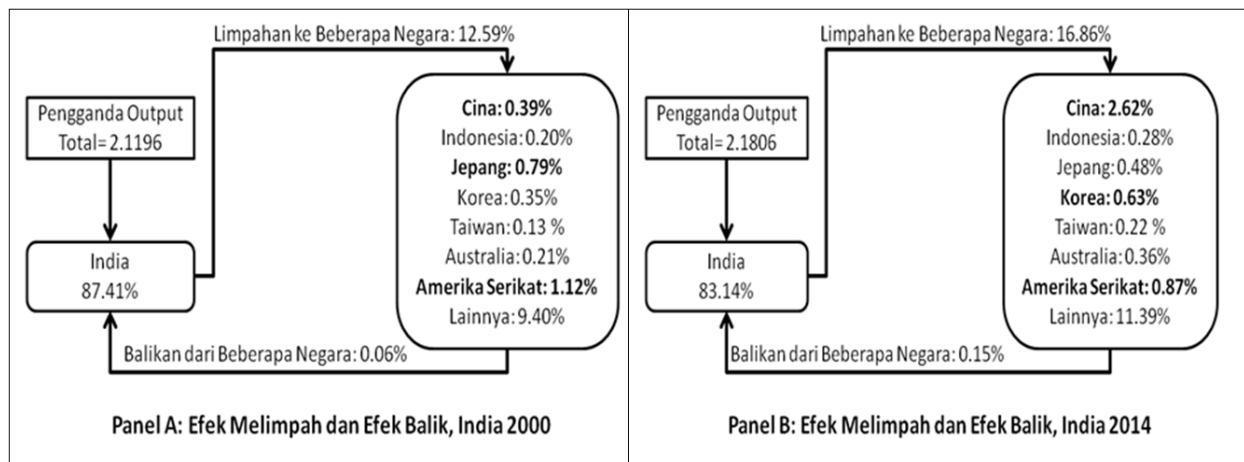 Limpahan ke Beberapa Negara: 12.59%
Pengganda Output
Total= 2.1196
India
87.41%
Cina: 0.39%
Indonesia: 0.20%
Jepang: 0.79%
Korea: 0.35%
Taiwan: 0.13 %
Australia: 0.21%
Amerika Serikat: 1.12%
Lainnya: 9.40%
Balikan dari Beberapa Negara: 0.06%
Panel A: Efek Melimpah dan Efek Balik, India 2000
Limpahan ke Beberapa Negara: 16.86%
Pengganda Output
Total= 2.1806
India
83.14%
Cina: 2.62%
Indonesia: 0.28%
Jepang: 0.48%
Korea: 0.63%
Taiwan: 0.22 %
Australia: 0.36%
Amerika Serikat: 0.87%
Lainnya: 11.39%
Balikan dari Beberapa Negara: 0.15%
Panel B: Efek Melimpah dan Efek Balik, India 2014